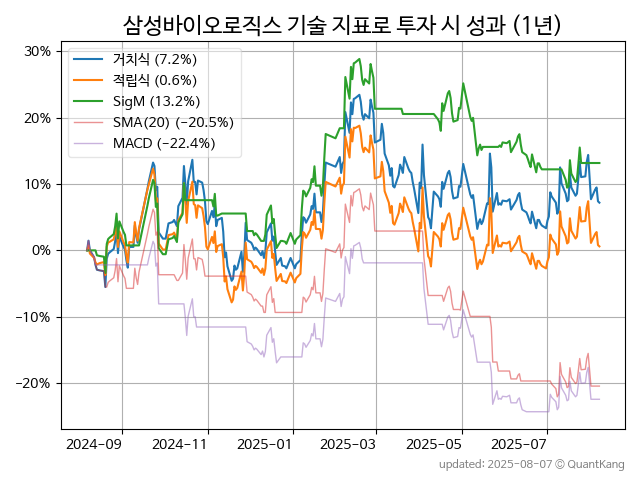 삼성바이오로직스 기술 지표로 투자 시 성과 (1년)
30%
20%
10%
0%
−10%
−20%
거치식 (7.2%)
적립식 (0.6%)
SigM (13.2%)
SMA(20) (−20.5%)
MACD (−22.4%)
2024-09 2024-11 2025-01 2025-03 2025-05 2025-07
updated: 2025-08-07 © QuantKang